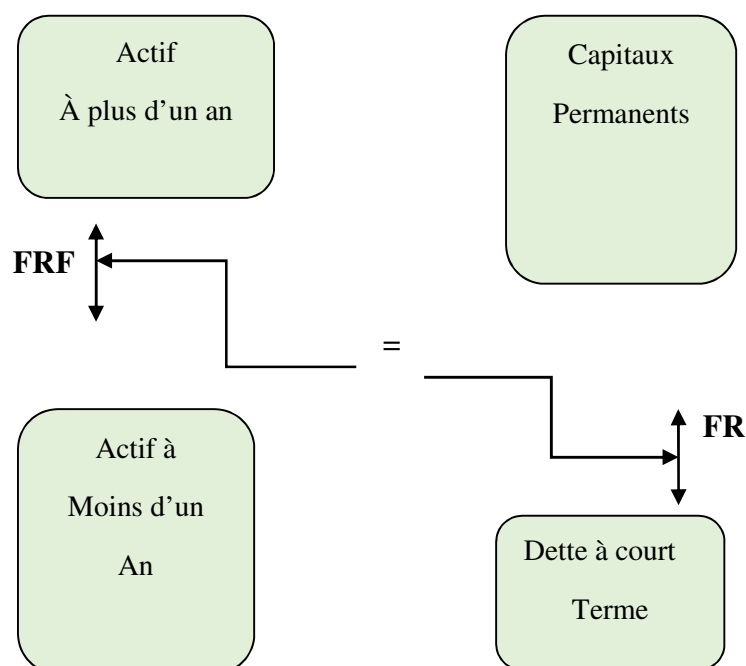 Actif
À plus d'un an
Capitaux
Permanents
FRF
=
FR
Actif à
Moins d'un
An
Dette à court
Terme